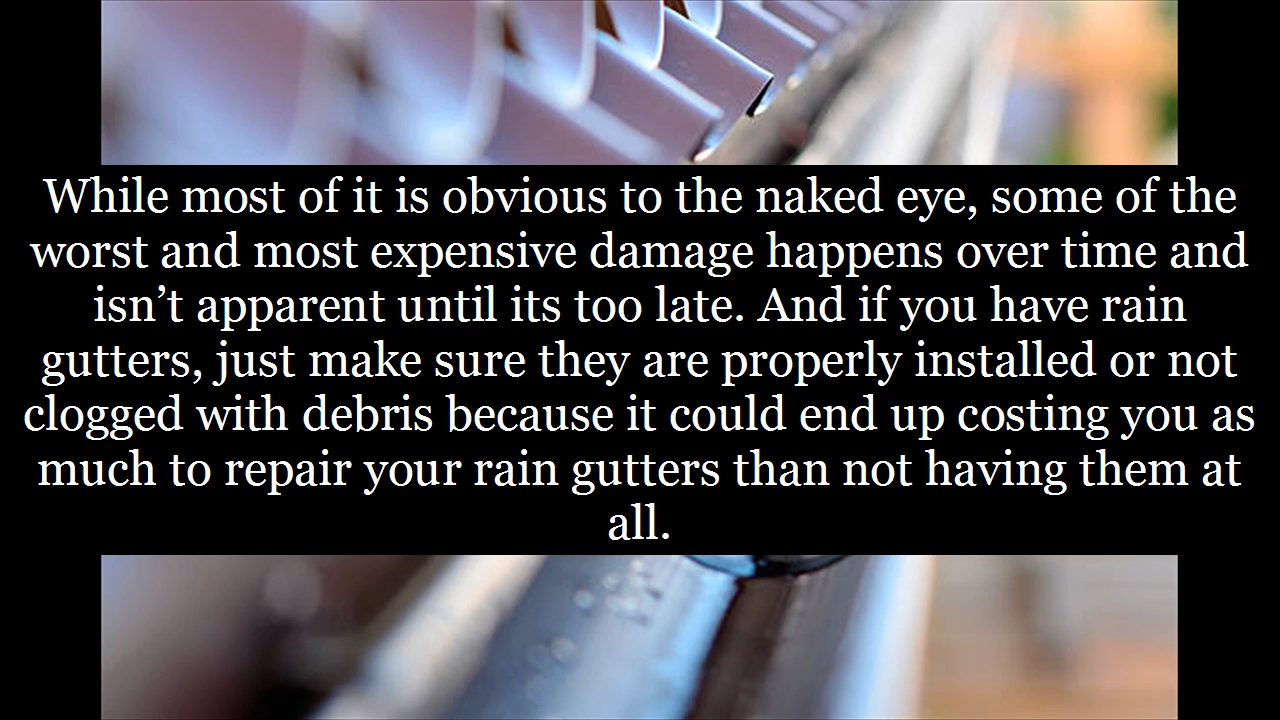 While most of it is obvious to the naked eye, some of the
worst and most expensive damage happens over time and
isn’t apparent until its too late. And if you have rain
gutters, just make sure they are properly installed or not
clogged with debris because it could end up costing you as
much to repair your rain gutters than not having them at
all.